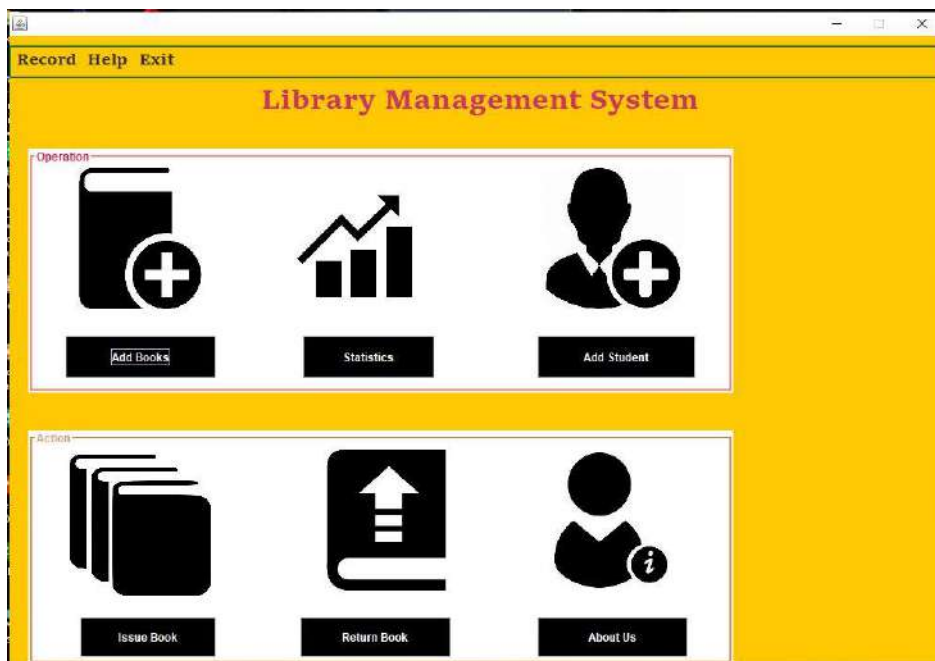 Record Help Exit
Library Management System
Operation
Add Books Statistics Add Student
Action
i
Issue Book Return Book About Us